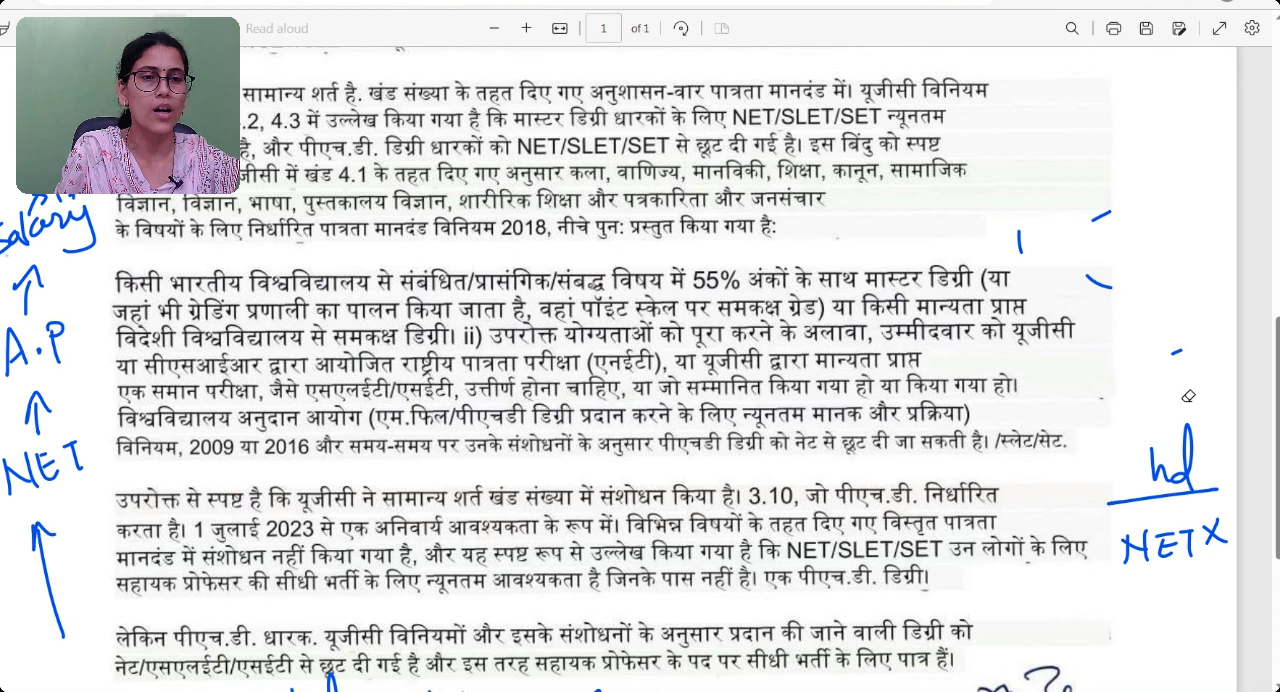 Read aloud
1 of 1
सामान्य शर्त है. खंड संख्या के तहत दिए गए अनुशासन-वार पात्रता मानदंड में। यूजीसी विनियम
.2, 4.3 में उल्लेख किया गया है कि मास्टर डिग्री धारकों के लिए NET/SLET/SET न्यूनतम
है, और पीएच.डी. डिग्री धारकों को NET/SLET/SET से छूट दी गई है। इस बिंदु को स्पष्ट
जीसी में खंड 4.1 के तहत दिए गए अनुसार कला, वाणिज्य, मानविकी, शिक्षा, कानून, सामाजिक
विज्ञान, विज्ञान, भाषा, पुस्तकालय विज्ञान, शारीरिक शिक्षा और पत्रकारिता और जनसंचार
के विषयों के लिए निर्धारित पात्रता मानदंड विनियम 2018, नीचे पुन: प्रस्तुत किया गया है:
किसी भारतीय विश्वविद्यालय से संबंधित/प्रासंगिक/संबद्ध विषय में 55% अंकों के साथ मास्टर डिग्री (या
जहां भी ग्रेडिंग प्रणाली का पालन किया जाता है, वहां पॉइंट स्केल पर समकक्ष ग्रेड) या किसी मान्यता प्राप्त
विदेशी विश्वविद्यालय से समकक्ष डिग्री। ii) उपरोक्त योग्यताओं को पूरा करने के अलावा, उम्मीदवार को यूजीसी
या सीएसआईआर द्वारा आयोजित राष्ट्रीय पात्रता परीक्षा (एनईटी), या यूजीसी द्वारा मान्यता प्राप्त
एक समान परीक्षा, जैसे एसएलईटी/एसईटी, उत्तीर्ण होना चाहिए, या जो सम्मानित किया गया हो या किया गया हो।
विश्वविद्यालय अनुदान आयोग (एम.फिल/पीएचडी डिग्री प्रदान करने के लिए न्यूनतम मानक और प्रक्रिया)
विनियम, 2009 या 2016 और समय-समय पर उनके संशोधनों के अनुसार पीएचडी डिग्री को नेट से छूट दी जा सकती है। /स्लेट/सेट.
उपरोक्त से स्पष्ट है कि यूजीसी ने सामान्य शर्त खंड संख्या में संशोधन किया है। 3.10, जो पीएच.डी. निर्धारित
करता है। 1 जुलाई 2023 से एक अनिवार्य आवश्यकता के रूप में। विभिन्न विषयों के तहत दिए गए विस्तृत पात्रता
मानदंड में संशोधन नहीं किया गया है, और यह स्पष्ट रूप से उल्लेख किया गया है कि NET/SLET/SET उन लोगों के लिए
सहायक प्रोफेसर की सीधी भर्ती के लिए न्यूनतम आवश्यकता है जिनके पास नहीं है। एक पीएच.डी. डिग्री।
लेकिन पीएच.डी. धारक. यूजीसी विनियमों और इसके संशोधनों के अनुसार प्रदान की जाने वाली डिग्री को
नेट/एसएलईटी/एसईटी से छूट दी गई है और इस तरह सहायक प्रोफेसर के पद पर सीधी भर्ती के लिए पात्र हैं।
Salary
A.P
NET
hd
NET X